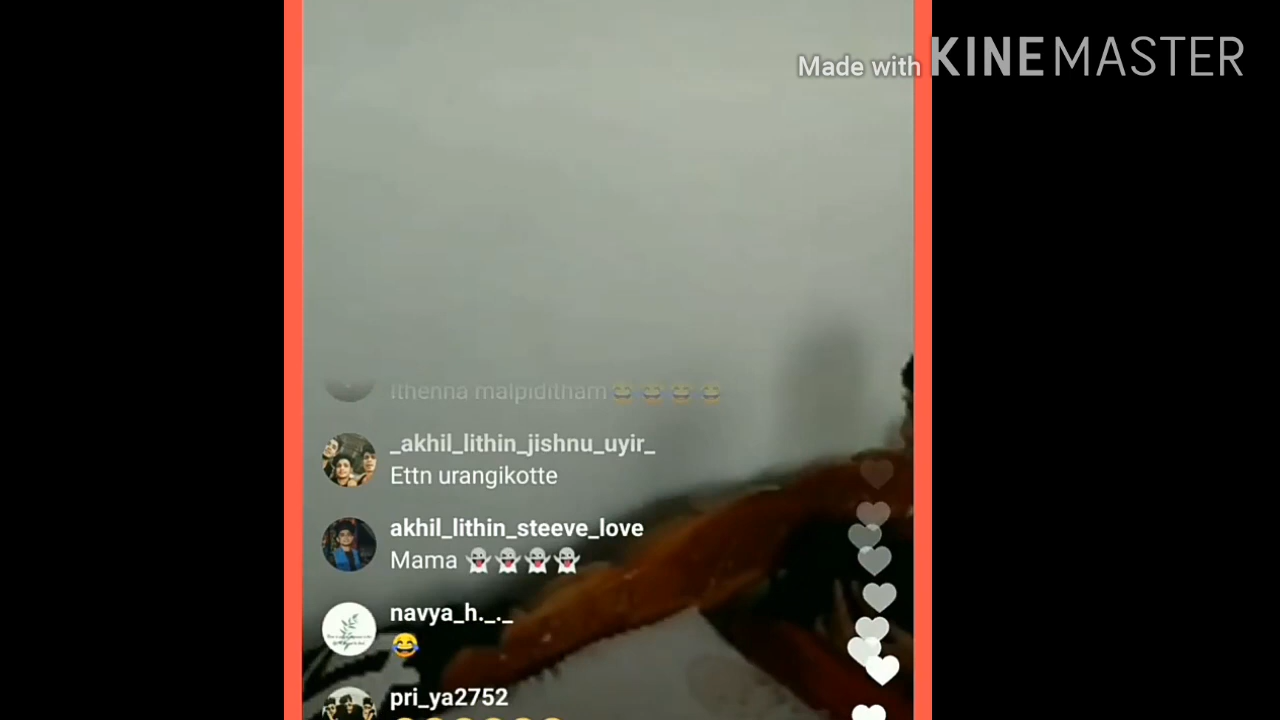 Made with KINEMASTER
Ithenna malpiditham😂😂😂😂
_akhil_lithin_jishnu_uyir_
Ettn urangikotte
akhil_lithin_steeve_love
Mama 👻👻👻👻
navya_h._._
😂
pri_ya2752